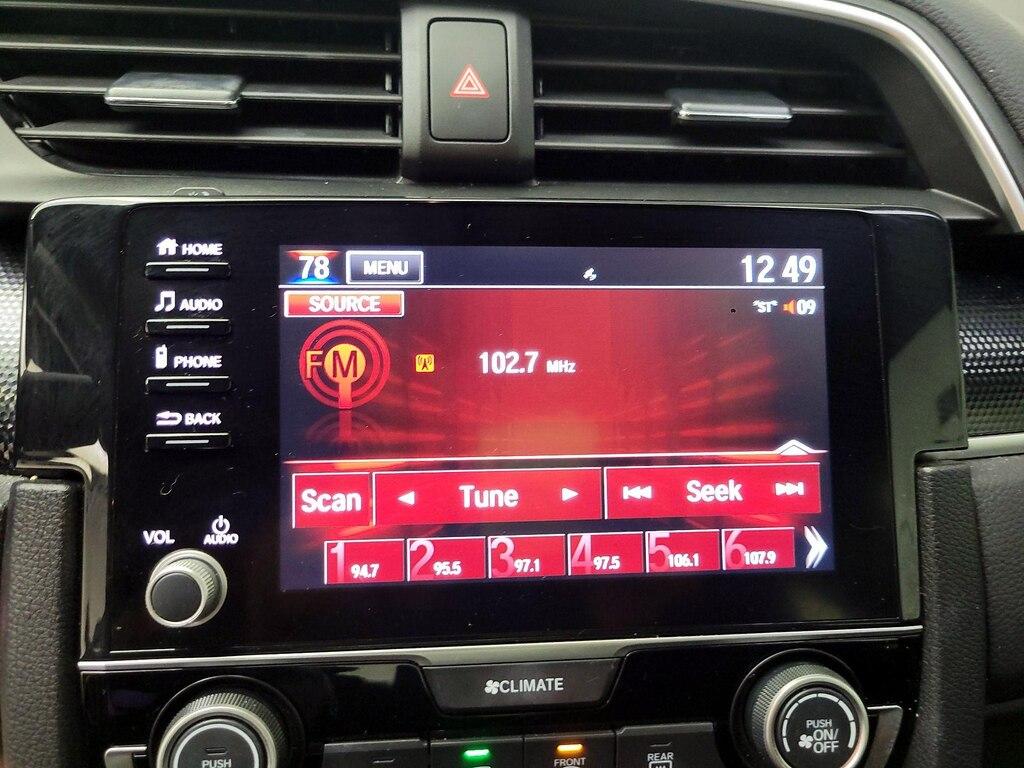 HOME
AUDIO
PHONE
BACK
VOL
AUDIO
78 MENU 12 49
SOURCE
"ST" 09
FM 102.7 MHz
Scan Tune Seek
1 94.7 2 95.5 3 97.1 4 97.5 5 106.1 6 107.9
CLIMATE
PUSH
FRONT
REAR
PUSH
ON/
OFF